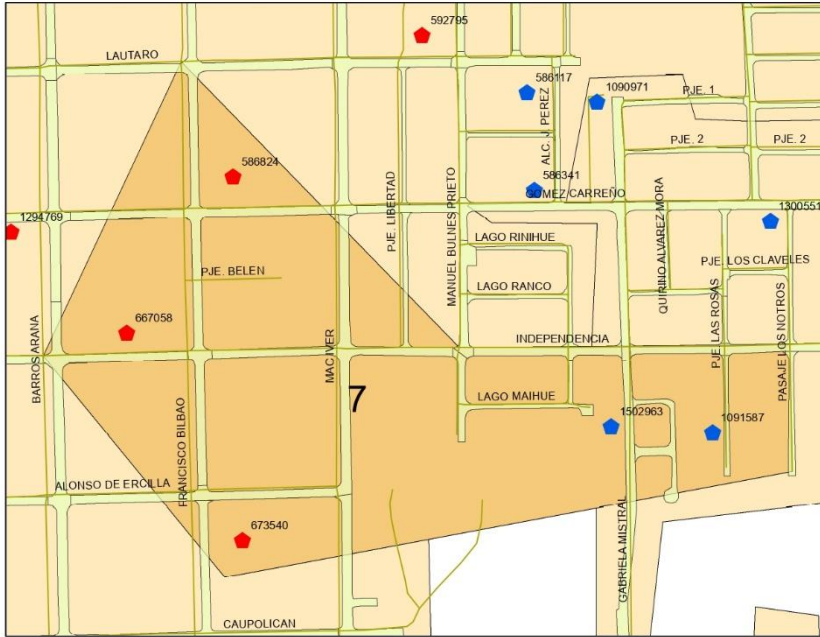 592795
LAUTARO
586117
1090971
PJE. 1
ALC. J. PEREZ
PJE. 2
PJE. 2
586824
586341
GOMEZ CARREÑO
1294769
1300551
PJE. LIBERTAD
MANUEL BULNES PRIETO
QUIRINO ALVAREZ MORA
LAGO RINIHUE
PJE. LOS CLAVELES
PJE. BELEN
LAGO RANCO
667058
INDEPENDENCIA
BARROS ARANA
MAC IVER
PJE. LAS ROSAS
PASAJE LOS NOTROS
7
LAGO MAIHUE
1502963
1091587
FRANCISCO BILBAO
ALONSO DE ERCILLA
673540
GABRIELA MISTRAL
CAUPOLICAN